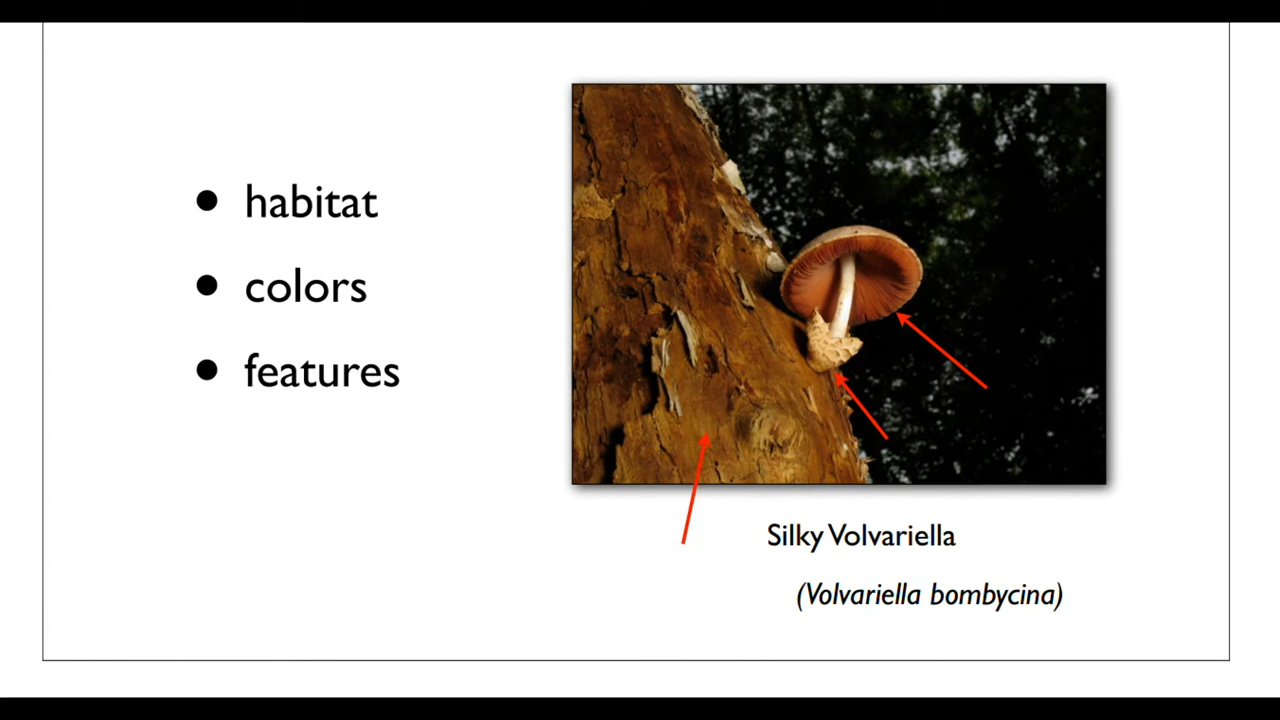 habitat
colors
features
Silky Volvariella
(Volvariella bombycina)